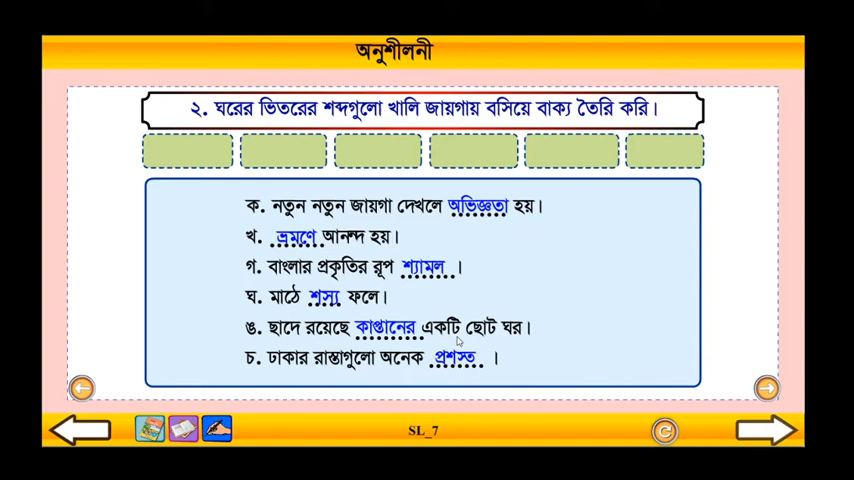 অনুশীলনী
২. ঘরের ভিতরের শব্দগুলো খালি জায়গায় বসিয়ে বাক্য তৈরি করি।
ক. নতুন নতুন জায়গা দেখলে অভিজ্ঞতা হয়।
খ. ভ্রমণে আনন্দ হয়।
গ. বাংলার প্রকৃতির রূপ শ্যামল ।
ঘ. মাঠে শস্য ফলে।
ঙ. ছাদে রয়েছে কাপ্তানের একটি ছোট ঘর।
চ. ঢাকার রাস্তাগুলো অনেক প্রশস্ত ।
SL_7